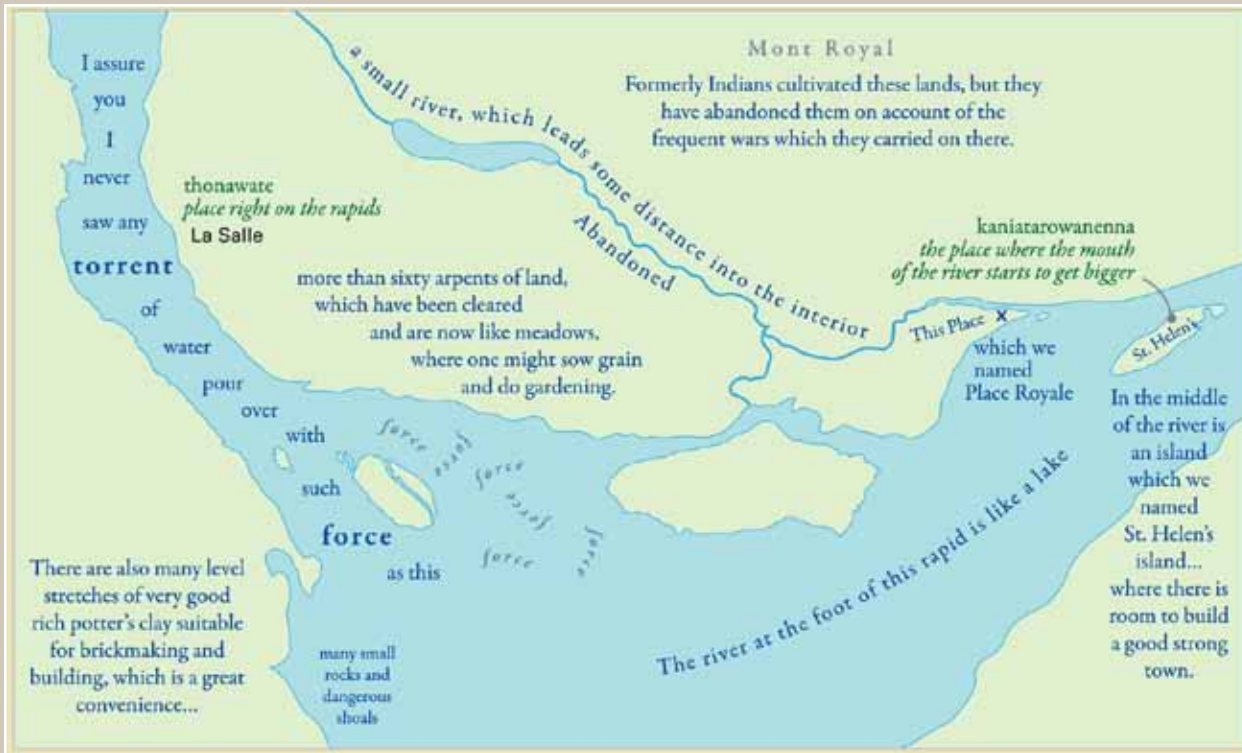 I assure
you
I
never
saw any
torrent
of
water
pour
over
with
such
force
as this
force
force
force
force
force
force
a small river, which leads some distance into the interior
Abandoned
Mont Royal
Formerly Indians cultivated these lands, but they
have abandoned them on account of the
frequent wars which they carried on there.
thonawate
place right on the rapids
La Salle
more than sixty arpents of land,
which have been cleared
and are now like meadows,
where one might sow grain
and do gardening.
kaniatarowanenna
the place where the mouth
of the river starts to get bigger
This Place x
which we
named
Place Royale
St. Helen's
In the middle
of the river is
an island
which we
named
St. Helen's
island...
where there is
room to build
a good strong
town.
The river at the foot of this rapid is like a lake
There are also many level
stretches of very good
rich potter's clay suitable
for brickmaking and
building, which is a great
convenience...
many small
rocks and
dangerous
shoals